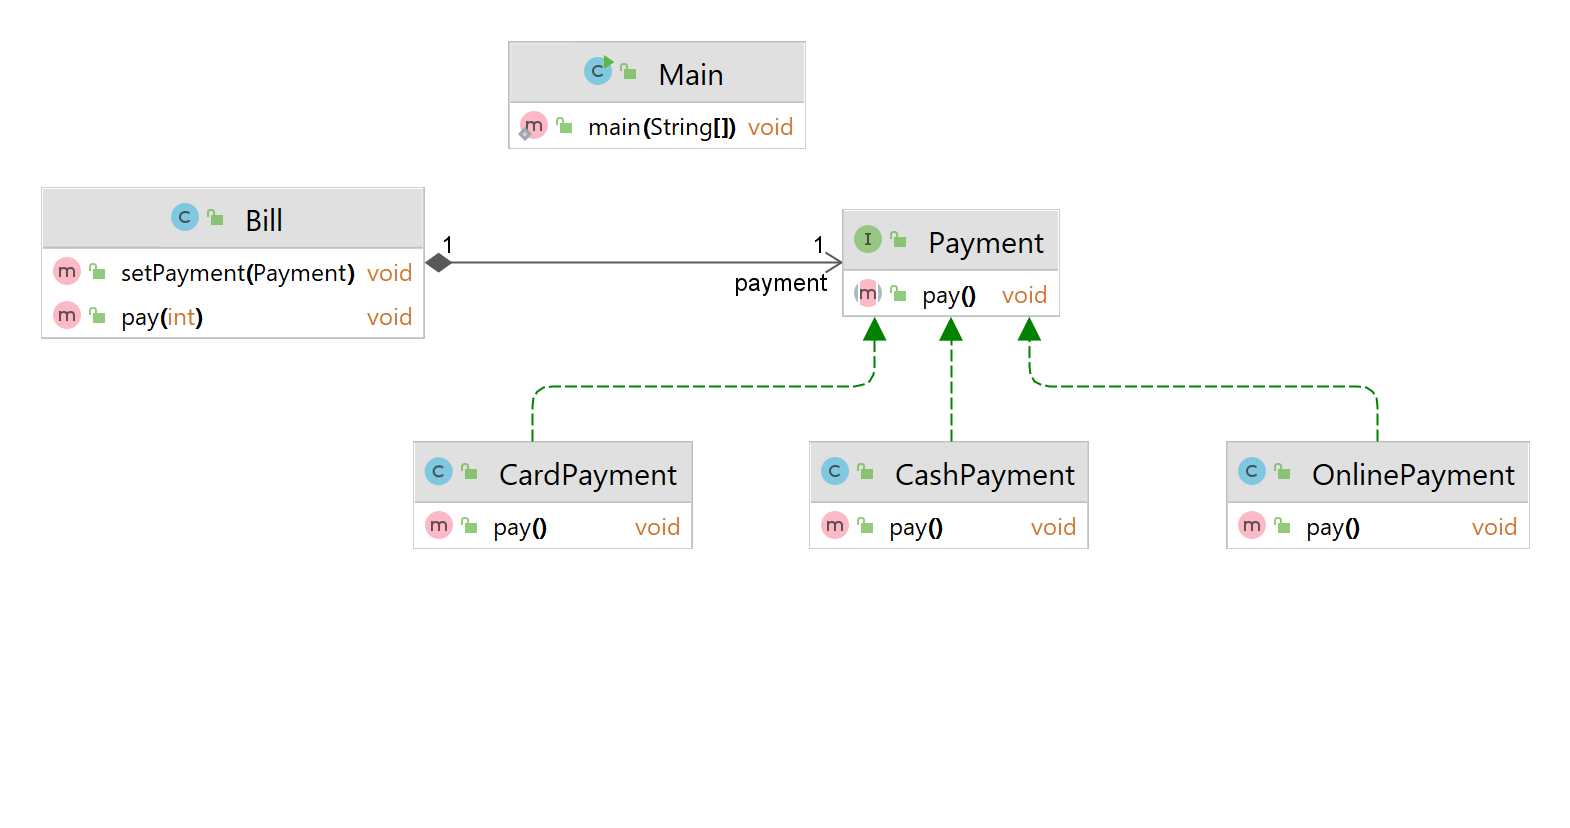 Main
main(String[]) void
Bill
setPayment(Payment) void
pay(int) void
1
1
payment
Payment
pay() void
CardPayment
pay() void
CashPayment
pay() void
OnlinePayment
pay() void